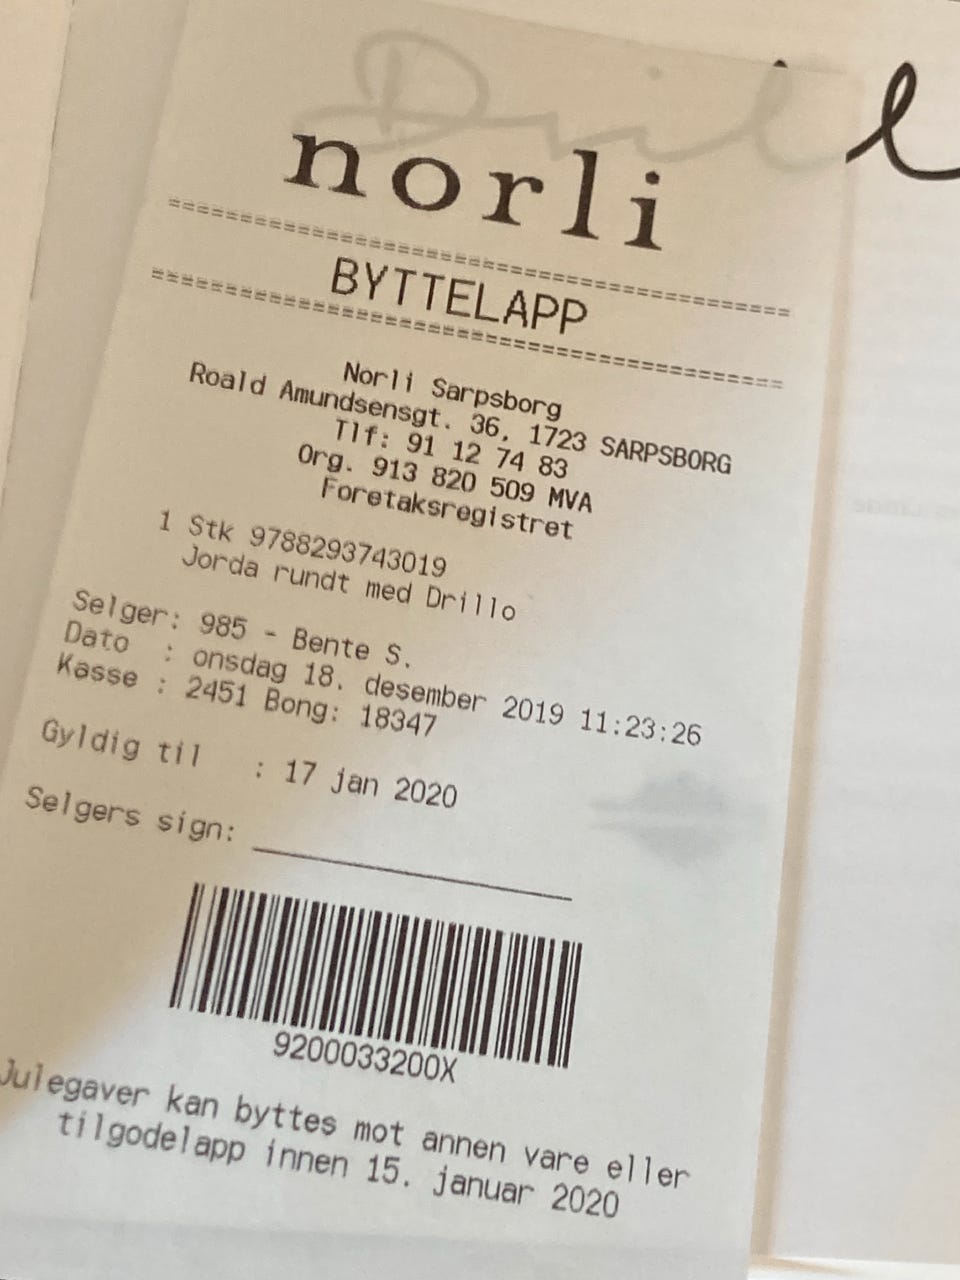 norli
==========================================
BYTTELAPP
==========================================
Norli Sarpsborg
Roald Amundsensgt. 36, 1723 SARPSBORG
Tlf: 91 12 74 83
Org. 913 820 509 MVA
Foretaksregistret
1 Stk 9788293743019
Jorda rundt med Drillo
Selger: 985 - Bente S.
Dato : onsdag 18. desember 2019 11:23:26
Kasse : 2451 Bong: 18347
Gyldig til : 17 jan 2020
Selgers sign: ____________________
9200033200X
Julegaver kan byttes mot annen vare eller
tilgodelapp innen 15. januar 2020